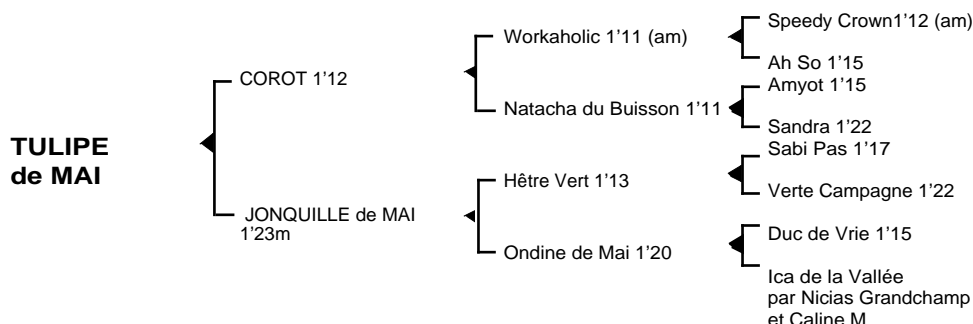 Speedy Crown1’12 (am)
Workaholic 1’11 (am)
Ah So 1’15
COROT 1’12
Amyot 1’15
Natacha du Buisson 1’11
Sandra 1’22
TULIPE
de MAI
Sabi Pas 1’17
Hêtre Vert 1’13
Verte Campagne 1’22
JONQUILLE de MAI
1’23m
Duc de Vrie 1’15
Ondine de Mai 1’20
Ica de la Vallée
par Nicias Grandchamp
et Caline M